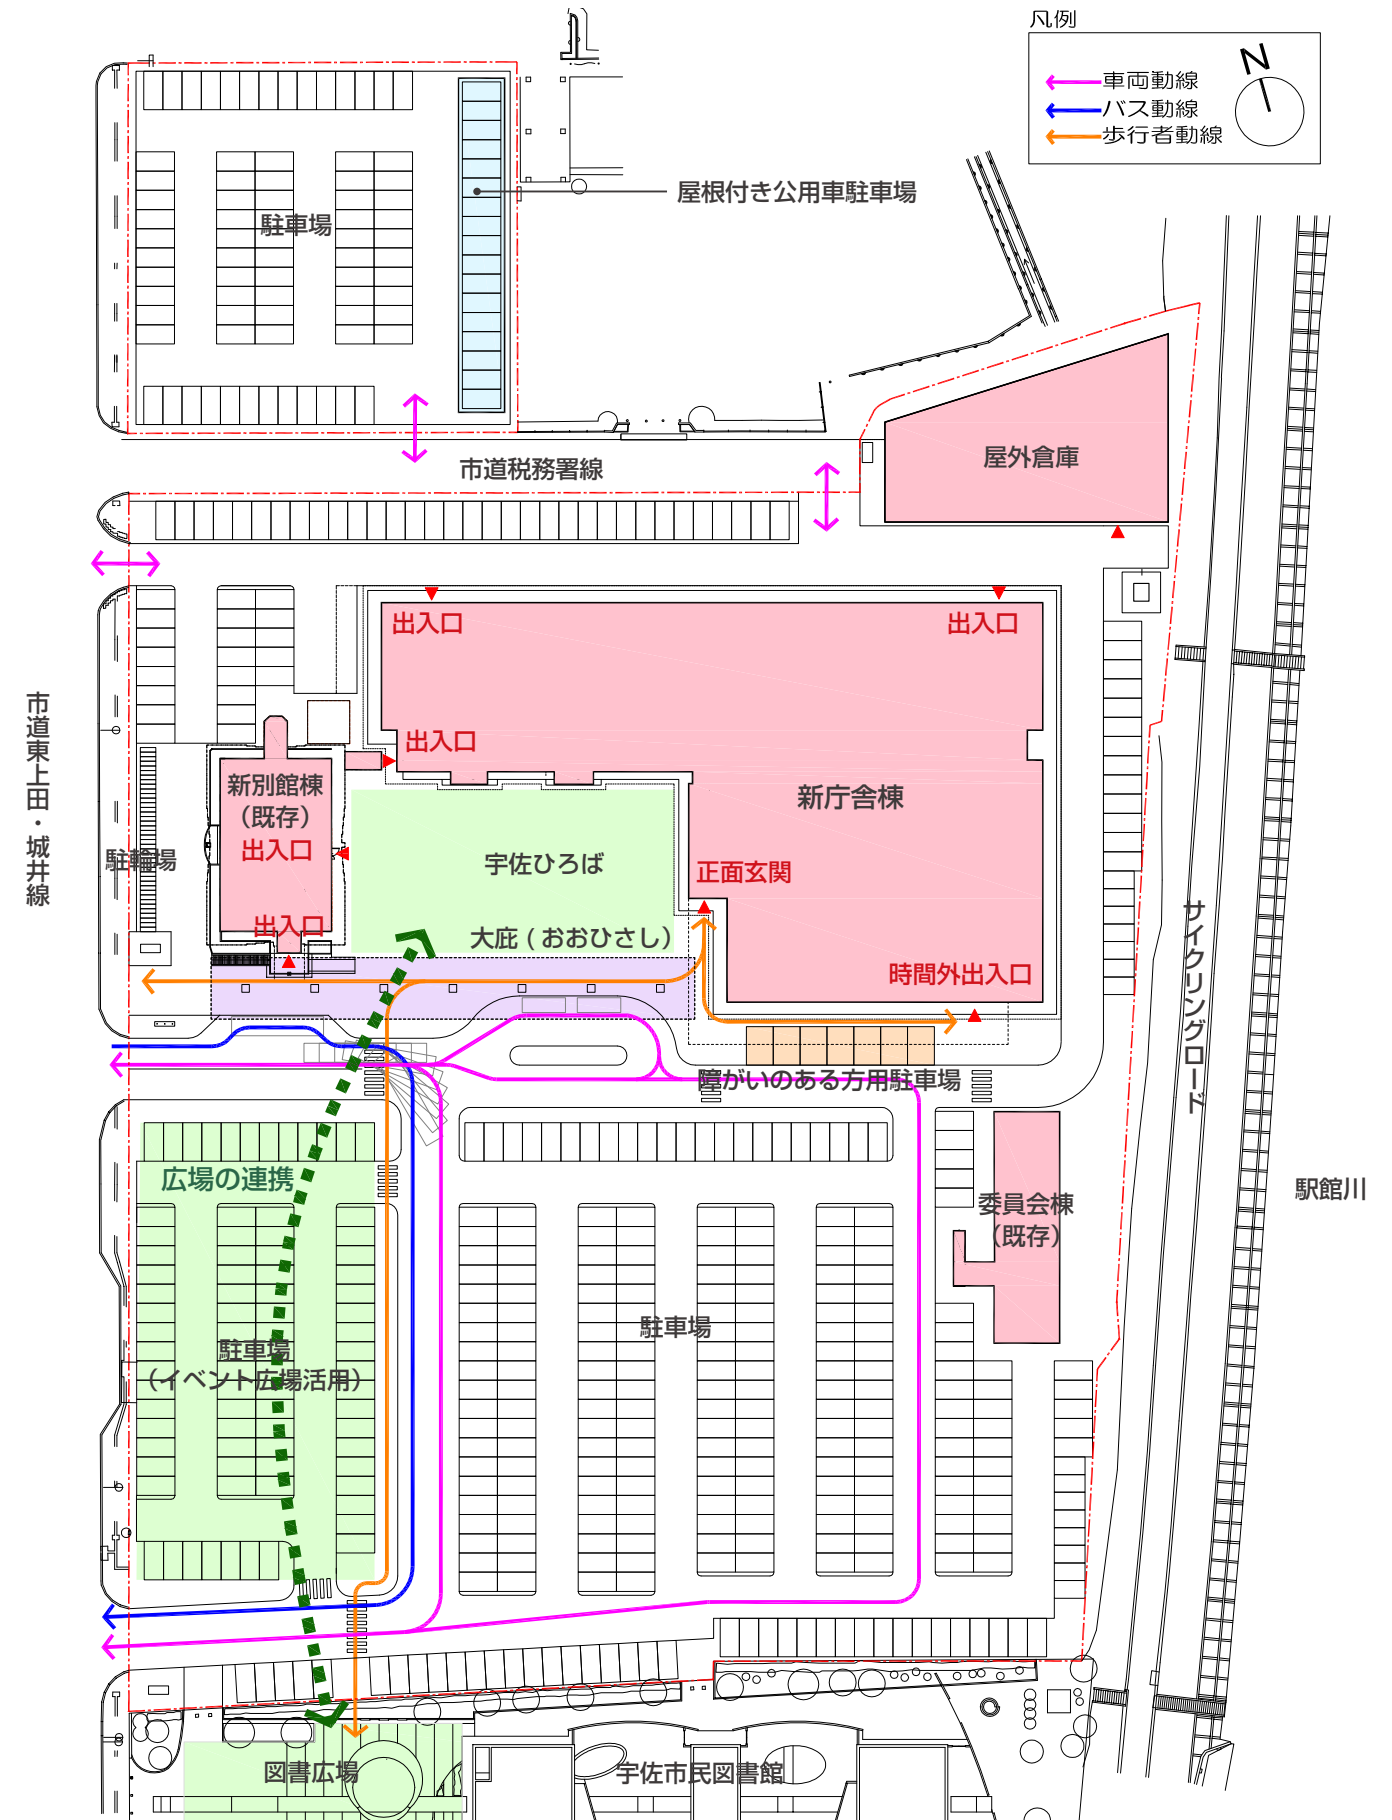 凡例
N
車両動線
バス動線
歩行者動線
屋根付き公用車駐車場
駐車場
屋外倉庫
市道税務署線
出入口
出入口
市道東上田・城井線
出入口
新別館棟
（既存）
新庁舎棟
出入口
駐輪場
宇佐ひろば
正面玄関
出入口
大庇（おおひさし）
時間外出入口
サイクリングロード
障がいのある方用駐車場
広場の連携
駅館川
委員会棟
（既存）
駐車場
駐車場
（イベント広場活用）
図書広場
宇佐市民図書館